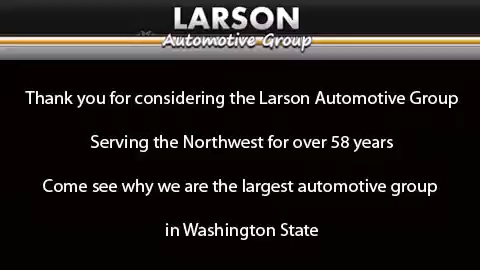 LARSON
Automotive Group
Thank you for considering the Larson Automotive Group
Serving the Northwest for over 58 years
Come see why we are the largest automotive group
in Washington State